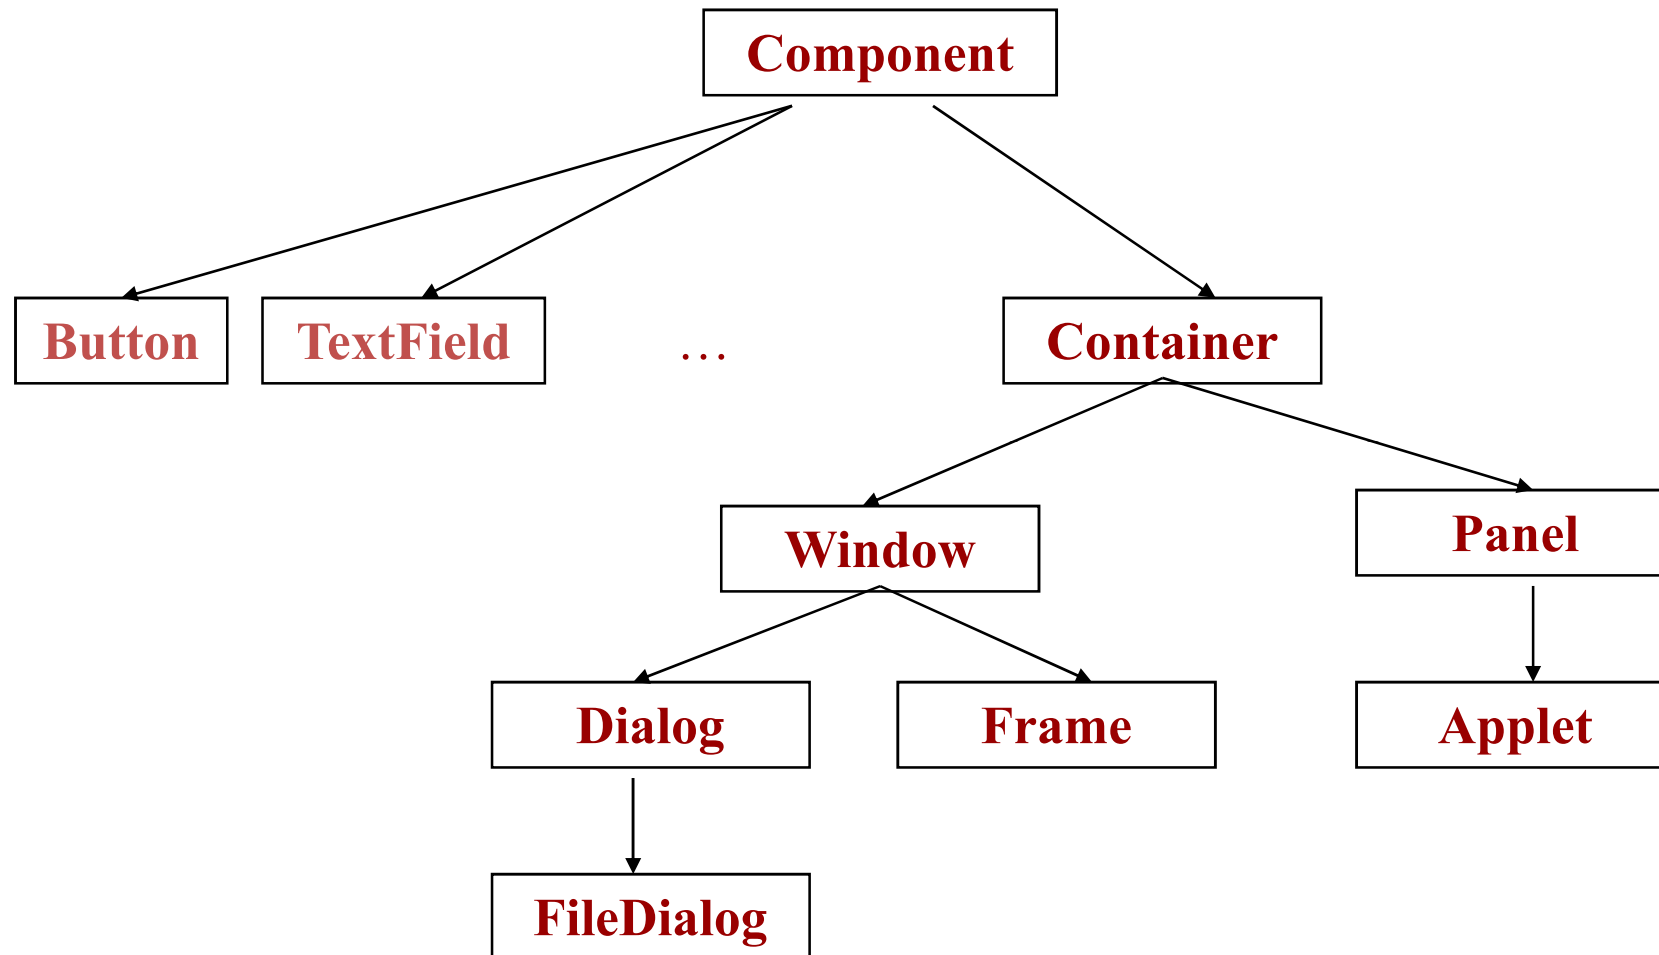 Component
Button
TextField
...
Container
Window
Panel
Dialog
Frame
Applet
FileDialog